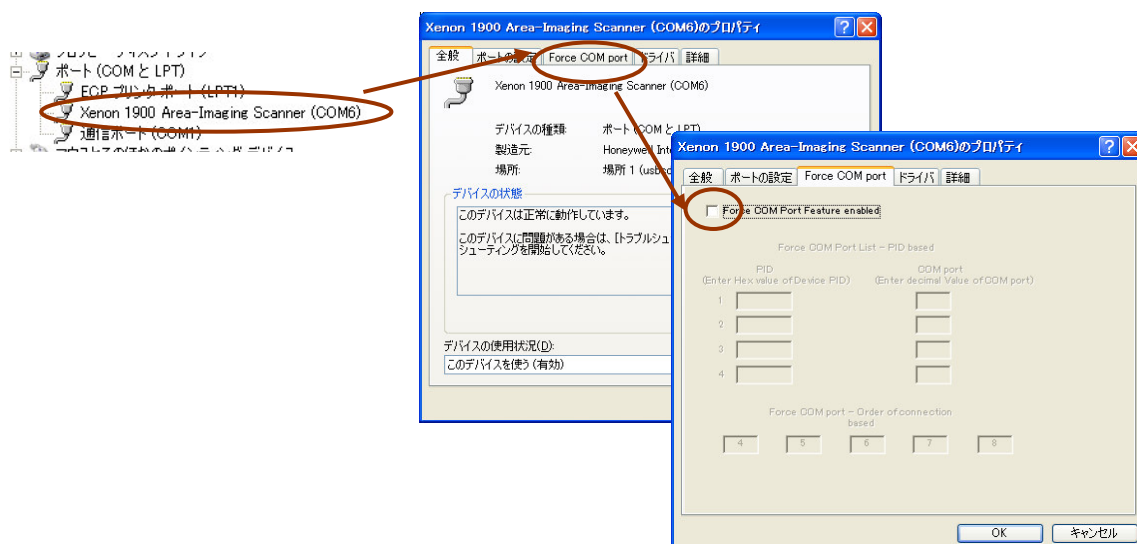 ポート (COM と LPT)
ECP プリンタ ポート (LPT1)
Xenon 1900 Area-Imaging Scanner (COM6)
通信ポート (COM1)
Xenon 1900 Area-Imaging Scanner (COM6)のプロパティ
全般 ポートの設定 Force COM port ドライバ 詳細
Xenon 1900 Area-Imaging Scanner (COM6)
デバイスの種類: ポート (COM と LPT)
製造元: Honeywell
場所: 場所 1
デバイスの状態
このデバイスは正常に動作しています。
このデバイスに問題がある場合は、[トラブルシュ
シューティングを開始してください。
デバイスの使用状況(D):
このデバイスを使う (有効)
Xenon 1900 Area-Imaging Scanner (COM6)のプロパティ
全般 ポートの設定 Force COM port ドライバ 詳細
Force COM Port Feature enabled
Force COM Port List - PID based
PID COM port
(Enter Hex value of Device PID) (Enter decimal Value of COM port)
1
2
3
4
Force COM port - Order of connection
based
4 5 6 7 8
OK キャンセル